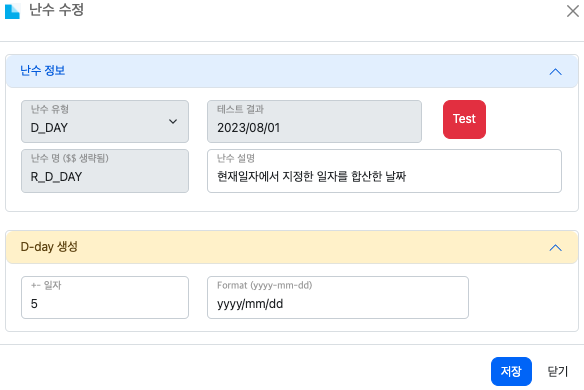 난수 수정
난수 정보
난수 유형
D_DAY
테스트 결과
2023/08/01
Test
난수 명 ($$ 생략됨)
R_D_DAY
난수 설명
현재일자에서 지정한 일자를 합산한 날짜
D-day 생성
+- 일자
5
Format (yyyy-mm-dd)
yyyy/mm/dd
저장
닫기